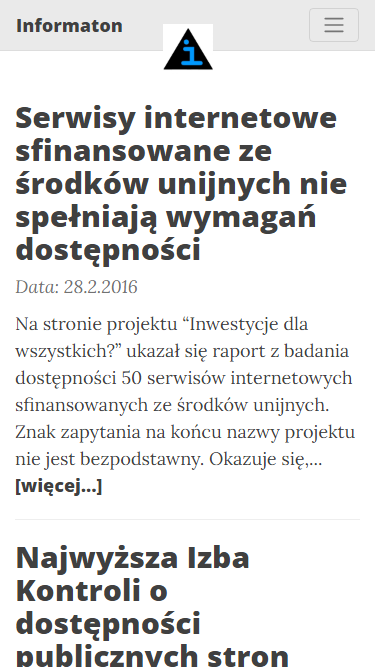 Informaton
i
Serwisy internetowe
sfinansowane ze
środków unijnych nie
spełniają wymagań
dostępności
Data: 28.2.2016
Na stronie projektu “Inwestycje dla
wszystkich?” ukazał się raport z badania
dostępności 50 serwisów internetowych
sfinansowanych ze środków unijnych.
Znak zapytania na końcu nazwy projektu
nie jest bezpodstawny. Okazuje się,...
[więcej...]
Najwyższa Izba
Kontroli o
dostępności
publicznych stron